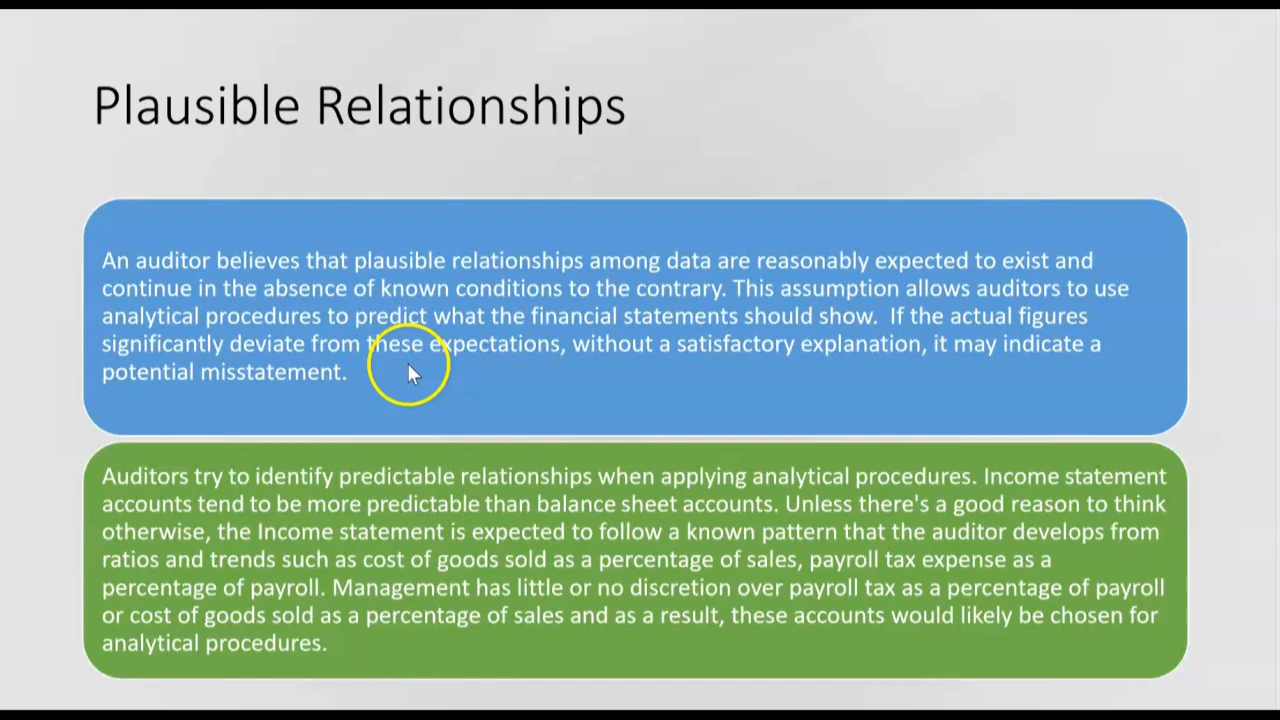 Plausible Relationships
An auditor believes that plausible relationships among data are reasonably expected to exist and
continue in the absence of known conditions to the contrary. This assumption allows auditors to use
analytical procedures to predict what the financial statements should show.  If the actual figures
significantly deviate from these expectations, without a satisfactory explanation, it may indicate a
potential misstatement.
Auditors try to identify predictable relationships when applying analytical procedures. Income statement
accounts tend to be more predictable than balance sheet accounts. Unless there's a good reason to think
otherwise, the Income statement is expected to follow a known pattern that the auditor develops from
ratios and trends such as cost of goods sold as a percentage of sales, payroll tax expense as a
percentage of payroll. Management has little or no discretion over payroll tax as a percentage of payroll
or cost of goods sold as a percentage of sales and as a result, these accounts would likely be chosen for
analytical procedures.